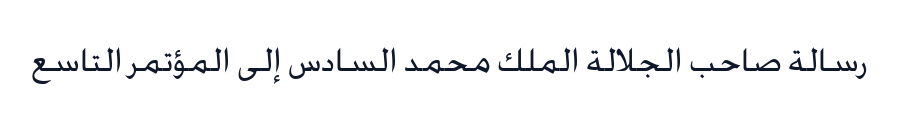 رسالة صاحب الجلالة الملك محمد السادس إلى المؤتمر التاسع